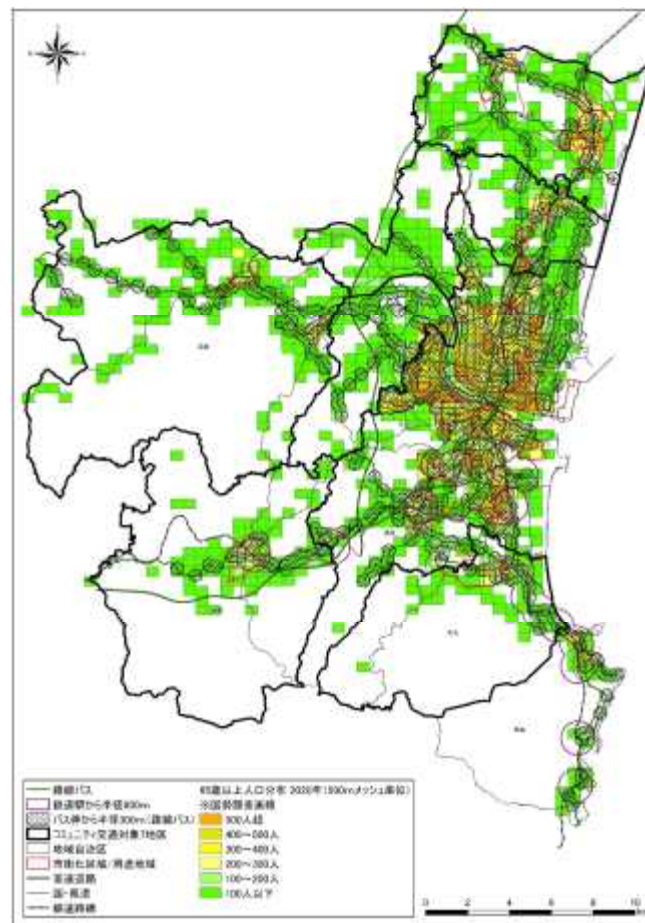 路線バス
鉄道駅から半径800m
バス停から半径300m(路線バス)
コミュニティ交通対象7地区
地域自治区
市街化区域/用途地域
高速道路
国・県道
鉄道路線
65歳以上人口分布 2020年(500mメッシュ単位)
※国勢調査
500人超
400～500人
300～400人
200～300人
100～200人
100人以下
0 2 4 6 8 10